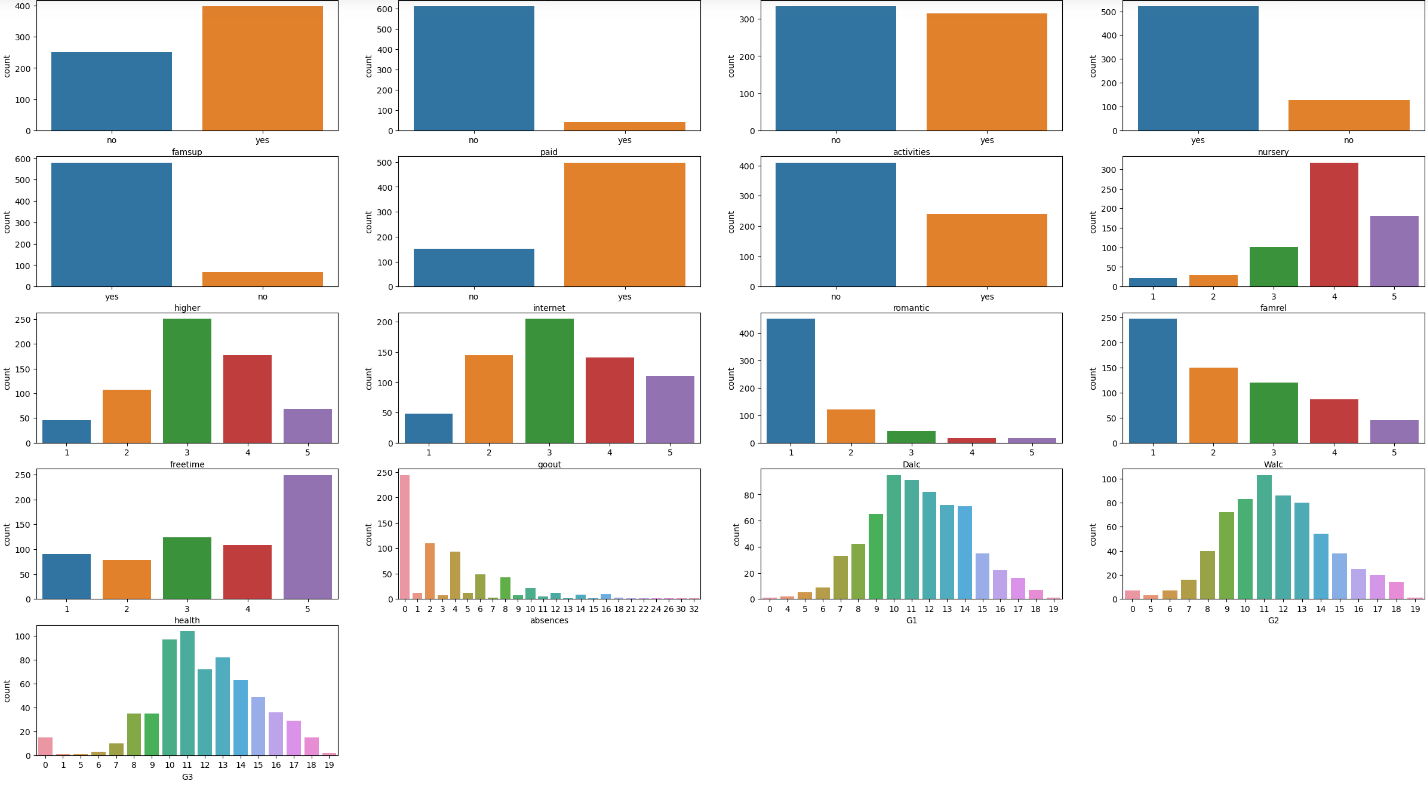 400 300 200 100 0
count
no yes
famsup
600 500 400 300 200 100 0
count
no yes
paid
300 200 100 0
count
no yes
activities
500 400 300 200 100 0
count
yes no
nursery
600 500 400 300 200 100 0
count
yes no
higher
500 400 300 200 100 0
count
no yes
internet
400 300 200 100 0
count
no yes
romantic
300 250 200 150 100 50 0
count
1 2 3 4 5
famrel
250 200 150 100 50 0
count
1 2 3 4 5
freetime
200 150 100 50 0
count
1 2 3 4 5
goout
400 300 200 100 0
count
1 2 3 4 5
Dalc
250 200 150 100 50 0
count
1 2 3 4 5
Walc
250 200 150 100 50 0
count
1 2 3 4 5
health
250 200 150 100 50 0
count
0 1 2 3 4 5 6 7 8 9 10 11 12 13 14 15 16 18 21 22 24 26 30 32
absences
80 60 40 20 0
count
0 4 5 6 7 8 9 10 11 12 13 14 15 16 17 18 19
G1
100 80 60 40 20 0
count
0 5 6 7 8 9 10 11 12 13 14 15 16 17 18 19
G2
100 80 60 40 20 0
count
0 1 5 6 7 8 9 10 11 12 13 14 15 16 17 18 19
G3